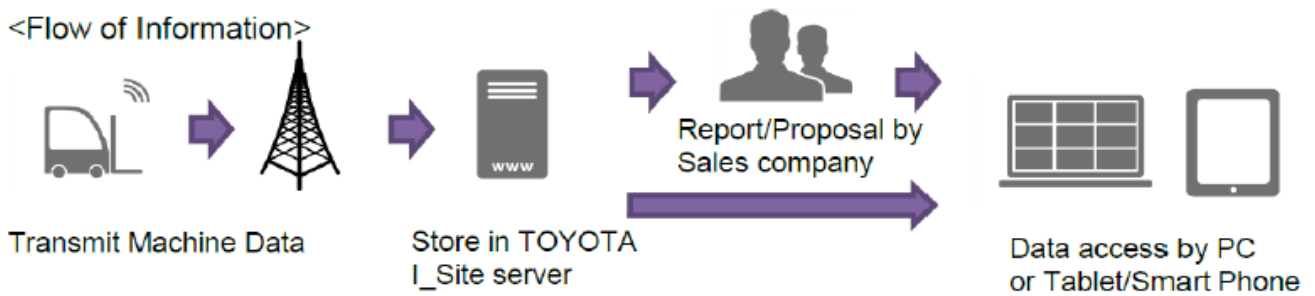 <Flow of Information>
www
Report/Proposal by
Sales company
Transmit Machine Data
Store in TOYOTA
I_Site server
Data access by PC
or Tablet/Smart Phone